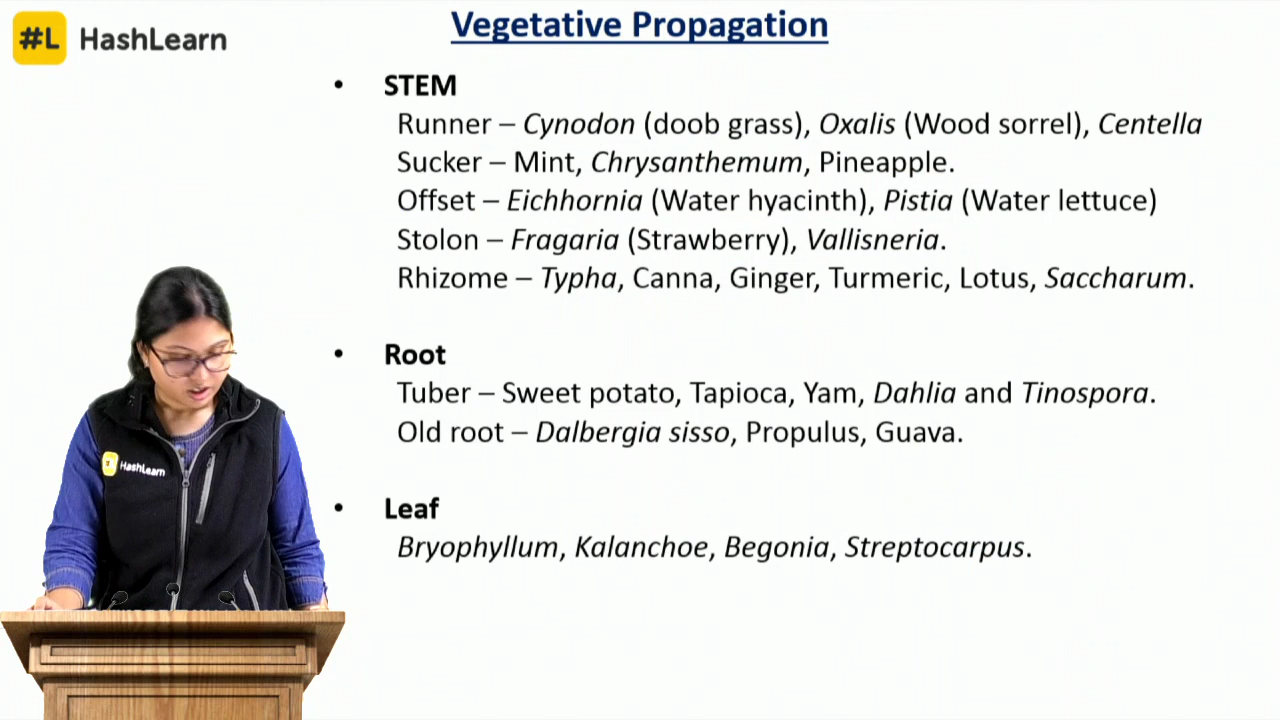 #L HashLearn
Vegetative Propagation
• STEM
Runner – Cynodon (doob grass), Oxalis (Wood sorrel), Centella
Sucker – Mint, Chrysanthemum, Pineapple.
Offset – Eichhornia (Water hyacinth), Pistia (Water lettuce)
Stolon – Fragaria (Strawberry), Vallisneria.
Rhizome – Typha, Canna, Ginger, Turmeric, Lotus, Saccharum.
• Root
Tuber – Sweet potato, Tapioca, Yam, Dahlia and Tinospora.
Old root – Dalbergia sisso, Propulus, Guava.
HashLearn
• Leaf
Bryophyllum, Kalanchoe, Begonia, Streptocarpus.